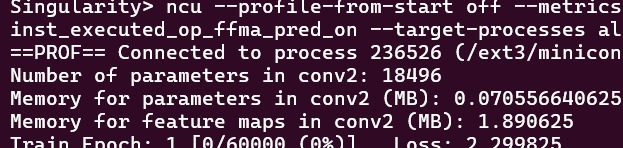 Singularity> ncu --profile-from-start off --metrics
inst_executed_op_ffma_pred_on --target-processes al
==PROF== Connected to process 236526 (/ext3/minicon
Number of parameters in conv2: 18496
Memory for parameters in conv2 (MB): 0.070556640625
Memory for feature maps in conv2 (MB): 1.890625
Train Epoch: 1 [0/60000 (0%)] Loss: 2.299825